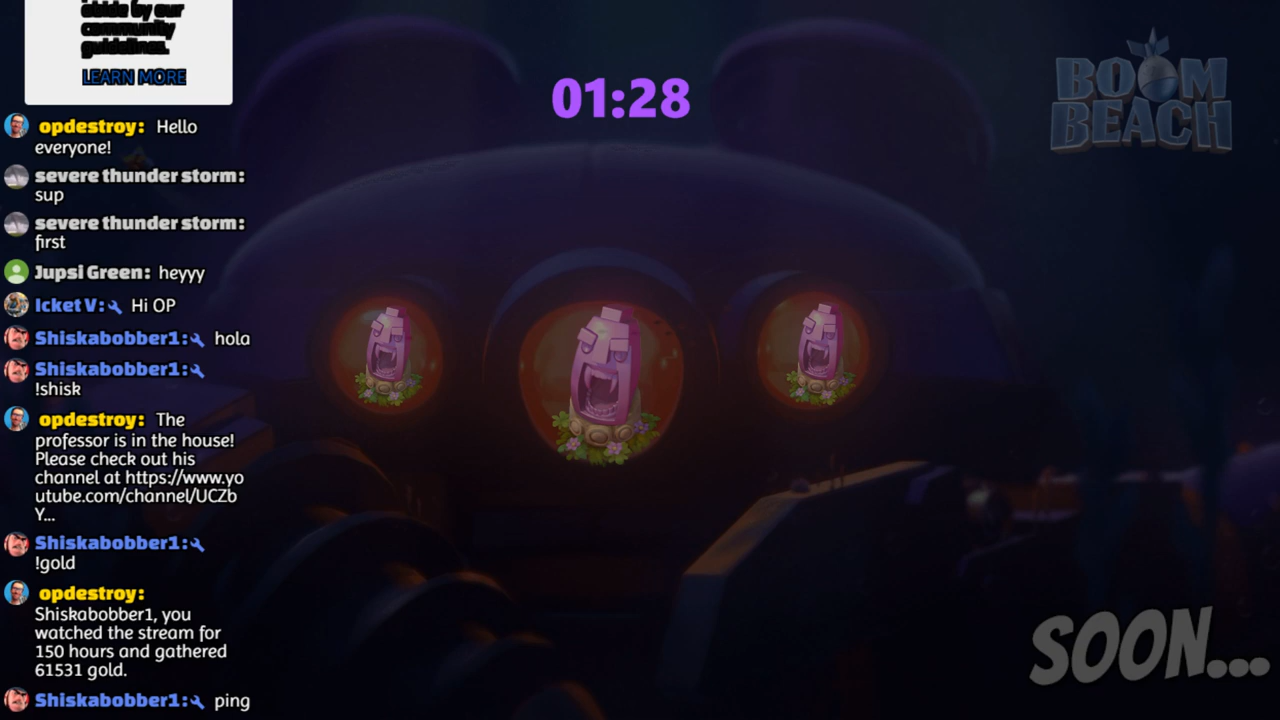 abide by our
community
guidelines.
LEARN MORE
opdestroy: Hello
everyone!
severe thunder storm:
sup
severe thunder storm:
first
Jupsi Green: heyyy
Icket V: Hi OP
Shiskabobber1: hola
Shiskabobber1:
!shisk
opdestroy: The
professor is in the house!
Please check out his
channel at https://www.yo
utube.com/channel/UCZb
Y...
Shiskabobber1:
!gold
opdestroy:
Shiskabobber1, you
watched the stream for
150 hours and gathered
61531 gold.
Shiskabobber1: ping
01:28
BOOM
BEACH
SOON...